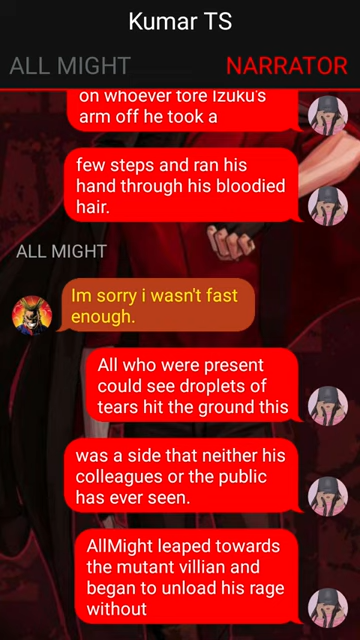 Kumar TS
ALL MIGHT
NARRATOR
on whoever tore Izuku's
arm off he took a
few steps and ran his
hand through his bloodied
hair.
ALL MIGHT
Im sorry i wasn't fast
enough.
All who were present
could see droplets of
tears hit the ground this
was a side that neither his
colleagues or the public
has ever seen.
AllMight leaped towards
the mutant villian and
began to unload his rage
without